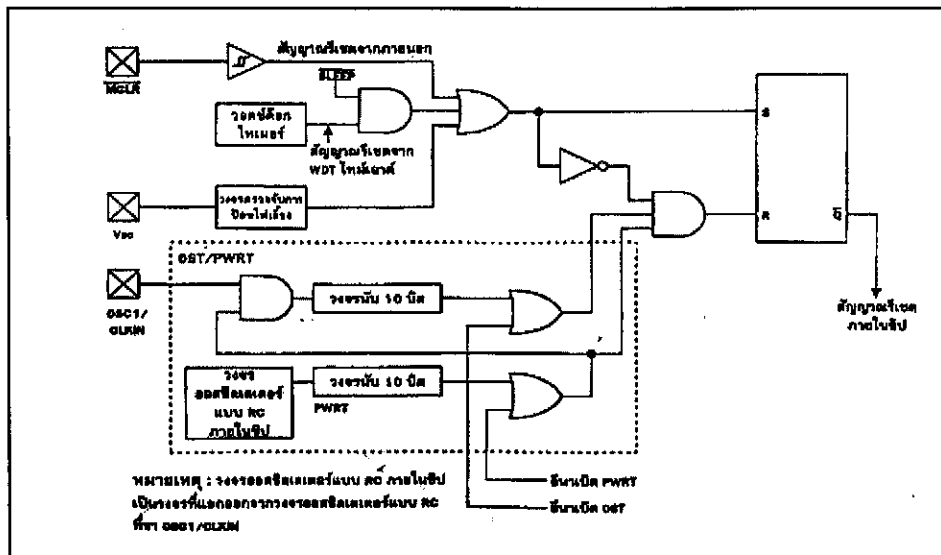 สัญญาณรีเซตจากภายนอก
MCLR
SLEEP
วอตช์ด็อก
ไทเมอร์
สัญญาณรีเซตจาก
WDT ไทม์เอาต์
S
วงจรตรวจจับการ
ป้อนไฟเลี้ยง
VDD
R
Q
OST/PWRT
OSC1/
CLKIN
วงจรนับ 10 บิต
สัญญาณรีเซต
ภายในชิป
วงจร
ออสซิลเลเตอร์
แบบ RC
ภายในชิป
วงจรนับ 10 บิต
PWRT
อีนาเบิล PWRT
อีนาเบิล OST
หมายเหตุ : วงจรออสซิลเลเตอร์แบบ RC ภายในชิป
เป็นวงจรที่แยกออกจากวงจรออสซิลเลเตอร์แบบ RC
ที่ขา OSC1/CLKIN